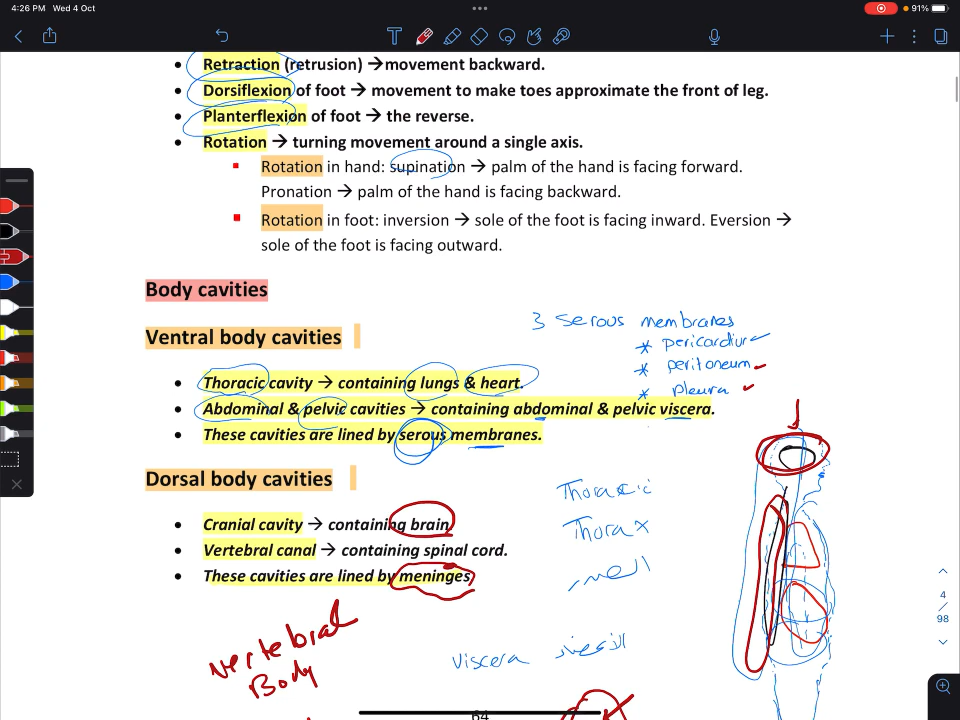 4:26 PM Wed 4 Oct
91%
• Retraction (retrusion) → movement backward.
• Dorsiflexion of foot → movement to make toes approximate the front of leg.
• Planterflexion of foot → the reverse.
• Rotation → turning movement around a single axis.
Rotation in hand: supination → palm of the hand is facing forward.
Pronation → palm of the hand is facing backward.
Rotation in foot: inversion → sole of the foot is facing inward. Eversion →
sole of the foot is facing outward.
Body cavities
3 serous membranes
Ventral body cavities
* pericardiur
* peritoneum
* pleura
• Thoracic cavity → containing lungs & heart.
• Abdominal & pelvic cavities → containing abdominal & pelvic viscera.
• These cavities are lined by serous membranes.
Dorsal body cavities
Thoracic
• Cranial cavity → containing brain.
Thorax
• Vertebral canal → containing spinal cord.
• These cavities are lined by meninges
Vertebral
Body
viscera
4
/
98
64